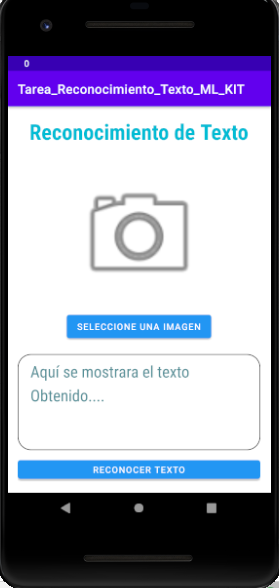 0
Tarea_Reconocimiento_Texto_ML_KIT
Reconocimiento de Texto
SELECCIONE UNA IMAGEN
Aquí se mostrara el texto
Obtenido....
RECONOCER TEXTO